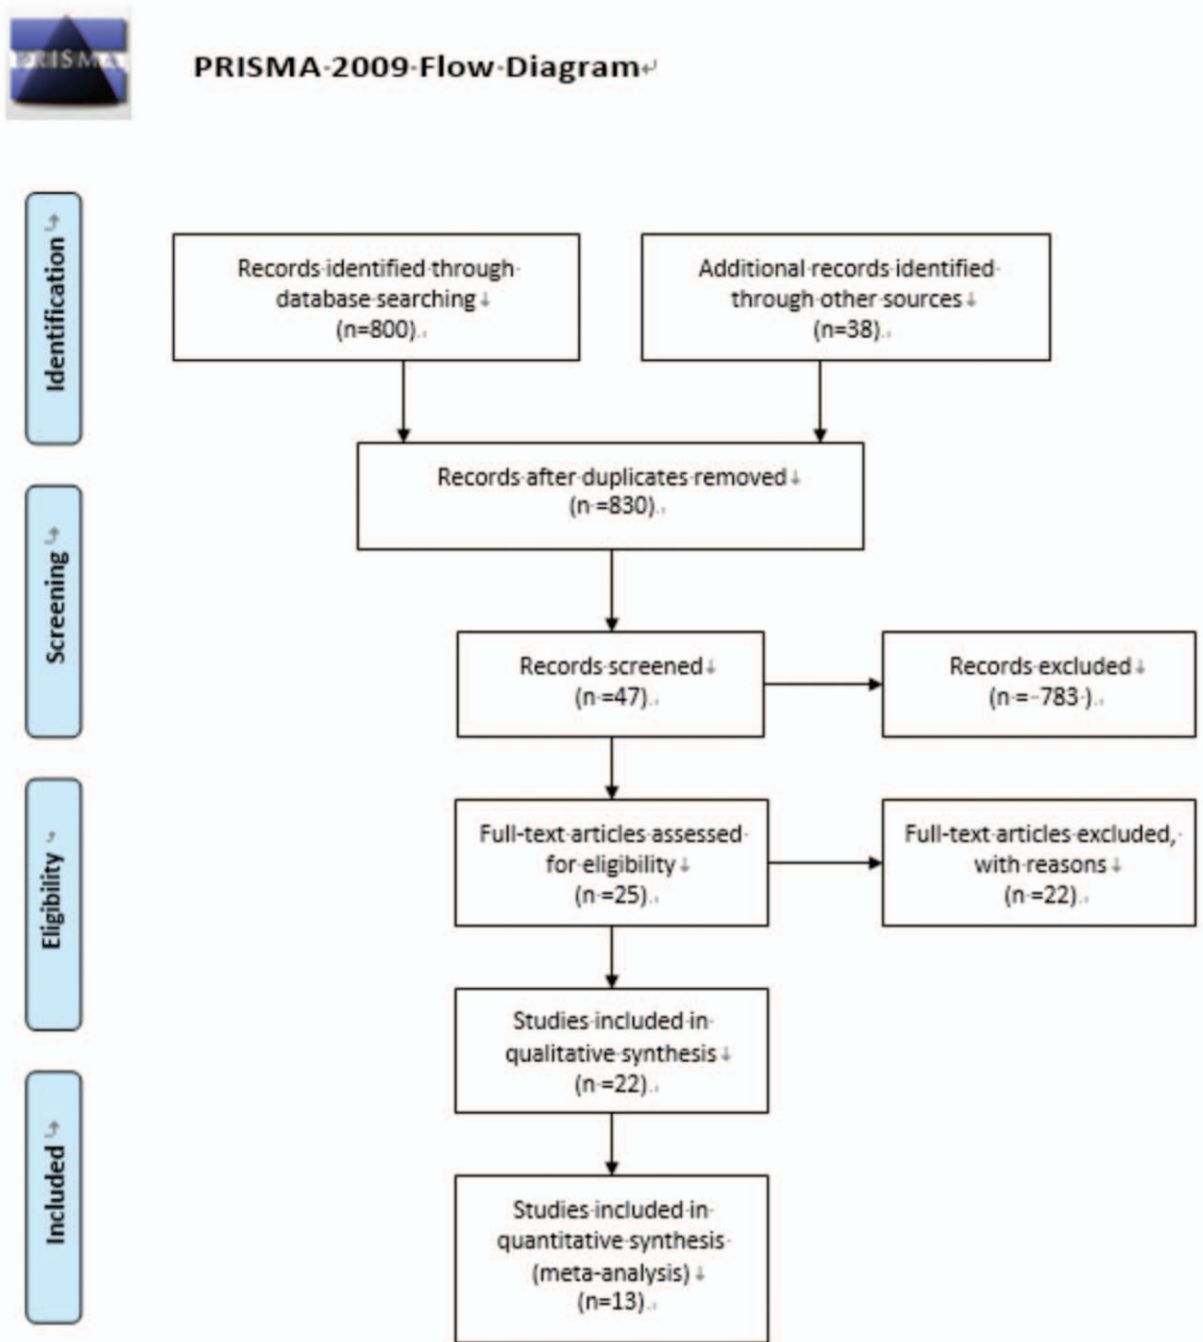 PRISMA
PRISMA 2009 Flow Diagram
Identification
Records identified through
database searching
(n=800)
Additional records identified
through other sources
(n=38)
Records after duplicates removed
(n =830)
Screening
Records screened
(n =47)
Records excluded
(n = 783 )
Eligibility
Full-text articles assessed
for eligibility
(n =25)
Full-text articles excluded,
with reasons
(n =22)
Studies included in
qualitative synthesis
(n =22)
Included
Studies included in
quantitative synthesis
(meta-analysis)
(n=13)